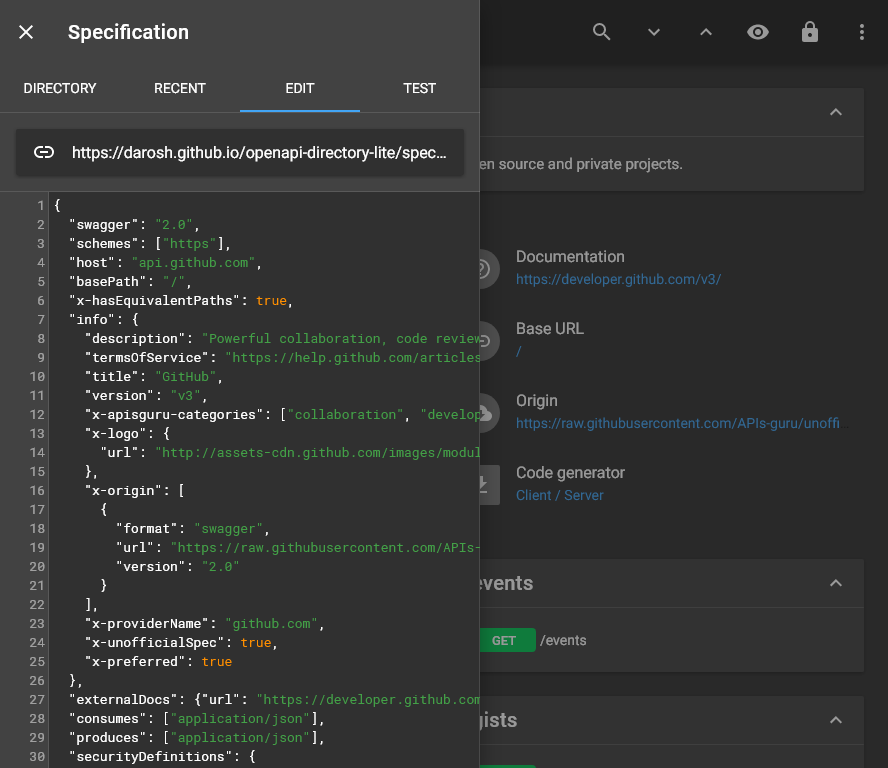 Specification
DIRECTORY RECENT EDIT TEST
https://darosh.github.io/openapi-directory-lite/spec...
1 {
2 "swagger": "2.0",
3 "schemes": ["https"],
4 "host": "api.github.com",
5 "basePath": "/",
6 "x-hasEquivalentPaths": true,
7 "info": {
8 "description": "Powerful collaboration, code review
9 "termsOfService": "https://help.github.com/articles
10 "title": "GitHub",
11 "version": "v3",
12 "x-apisguru-categories": ["collaboration", "develop
13 "x-logo": {
14 "url": "http://assets-cdn.github.com/images/modul
15 },
16 "x-origin": [
17 {
18 "format": "swagger",
19 "url": "https://raw.githubusercontent.com/APIs-
20 "version": "2.0"
21 }
22 ],
23 "x-providerName": "github.com",
24 "x-unofficialSpec": true,
25 "x-preferred": true
26 },
27 "externalDocs": {"url": "https://developer.github.com
28 "consumes": ["application/json"],
29 "produces": ["application/json"],
30 "securityDefinitions": {
en source and private projects.
Documentation
https://developer.github.com/v3/
Base URL
/
Origin
https://raw.githubusercontent.com/APIs-guru/unoffi
Code generator
Client / Server
events
GET /events
gists